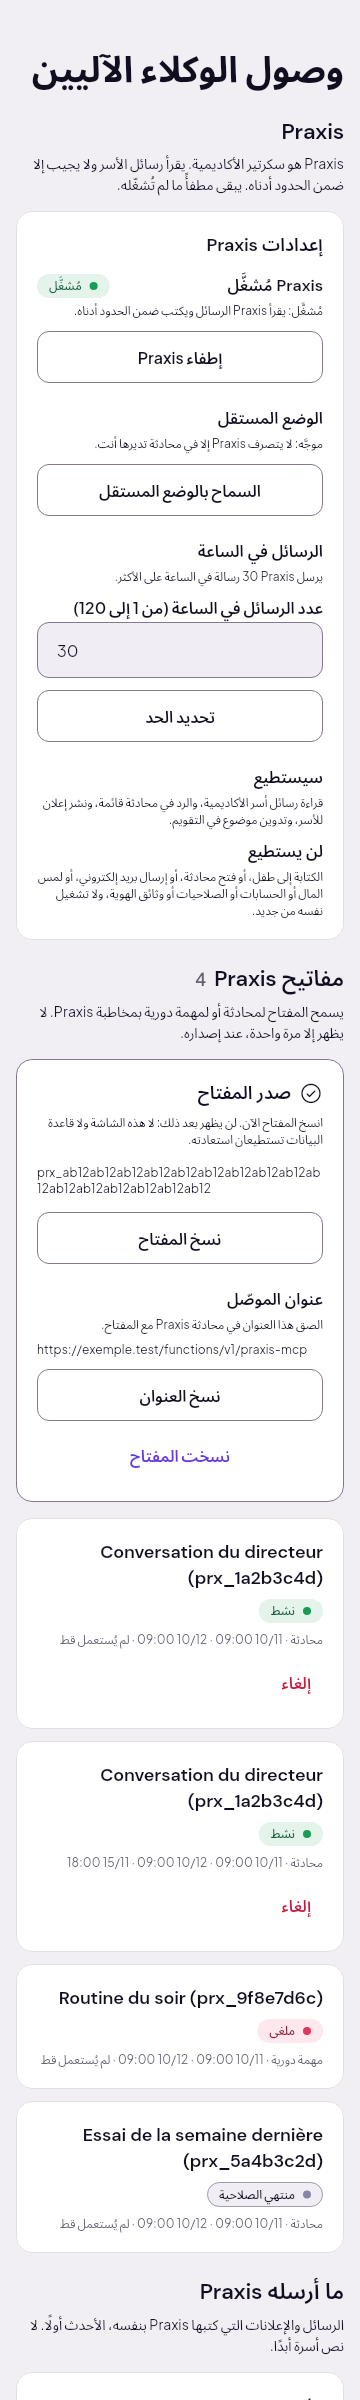 وصول الوكلاء الآليين
Praxis
Praxis هو سكرتير الأكاديمية. يقرأ رسائل الأسر ولا يجيب إلا
ضمن الحدود أدناه. يبقى مطفأً ما لم تُشغّله.
إعدادات Praxis
Praxis مُشغَّل
مُشغَّل
مُشغَّل: يقرأ Praxis الرسائل ويكتب ضمن الحدود أدناه.
إطفاء Praxis
الوضع المستقل
موجَّه: لا يتصرف Praxis إلا في محادثة تديرها أنت.
السماح بالوضع المستقل
الرسائل في الساعة
يرسل Praxis 30 رسالة في الساعة على الأكثر.
عدد الرسائل في الساعة (من 1 إلى 120)
30
تحديد الحد
سيستطيع
قراءة رسائل أسر الأكاديمية، والرد في محادثة قائمة، ونشر إعلان
للأسر، وتدوين موضوع في التقويم.
لن يستطيع
الكتابة إلى طفل، أو فتح محادثة، أو إرسال بريد إلكتروني، أو لمس
المال أو الحسابات أو الصلاحيات أو وثائق الهوية، ولا تشغيل
نفسه من جديد.
مفاتيح Praxis 4
يسمح المفتاح لمحادثة أو لمهمة دورية بمخاطبة Praxis. لا
يظهر إلا مرة واحدة، عند إصداره.
صدر المفتاح
انسخ المفتاح الآن. لن يظهر بعد ذلك: لا هذه الشاشة ولا قاعدة
البيانات تستطيعان استعادته.
prx_ab12ab12ab12ab12ab12ab12ab12ab12ab12ab
12ab12ab12ab12ab12ab12ab12
نسخ المفتاح
عنوان الموصّل
الصق هذا العنوان في محادثة Praxis مع المفتاح.
https://exemple.test/functions/v1/praxis-mcp
نسخ العنوان
نسخت المفتاح
Conversation du directeur
(prx_1a2b3c4d)
نشط
محادثة · 10/11 09:00 · 10/12 09:00 · لم يُستعمل قط
إلغاء
Conversation du directeur
(prx_1a2b3c4d)
نشط
محادثة · 10/11 09:00 · 10/12 09:00 · 15/11 18:00
إلغاء
Routine du soir (prx_9f8e7d6c)
ملغى
مهمة دورية · 10/11 09:00 · 10/12 09:00 · لم يُستعمل قط
Essai de la semaine dernière
(prx_5a4b3c2d)
منتهي الصلاحية
محادثة · 10/11 09:00 · 10/12 09:00 · لم يُستعمل قط
ما أرسله Praxis
الرسائل والإعلانات التي كتبها Praxis بنفسه، الأحدث أولًا. لا
نص أسرة أبدًا.